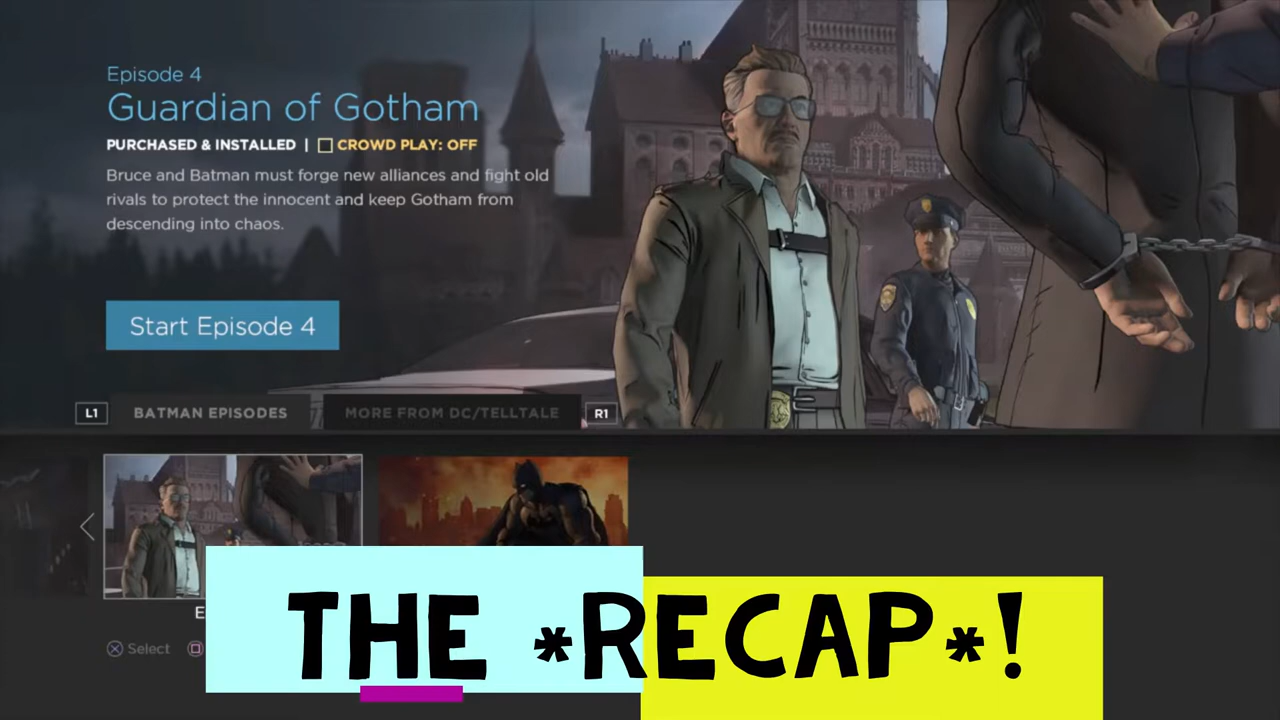 Episode 4
Guardian of Gotham
PURCHASED & INSTALLED | CROWD PLAY: OFF
Bruce and Batman must forge new alliances and fight old
rivals to protect the innocent and keep Gotham from
descending into chaos.
Start Episode 4
L1 BATMAN EPISODES MORE FROM DC/TELLTALE R1
Select
THE *RECAP*!